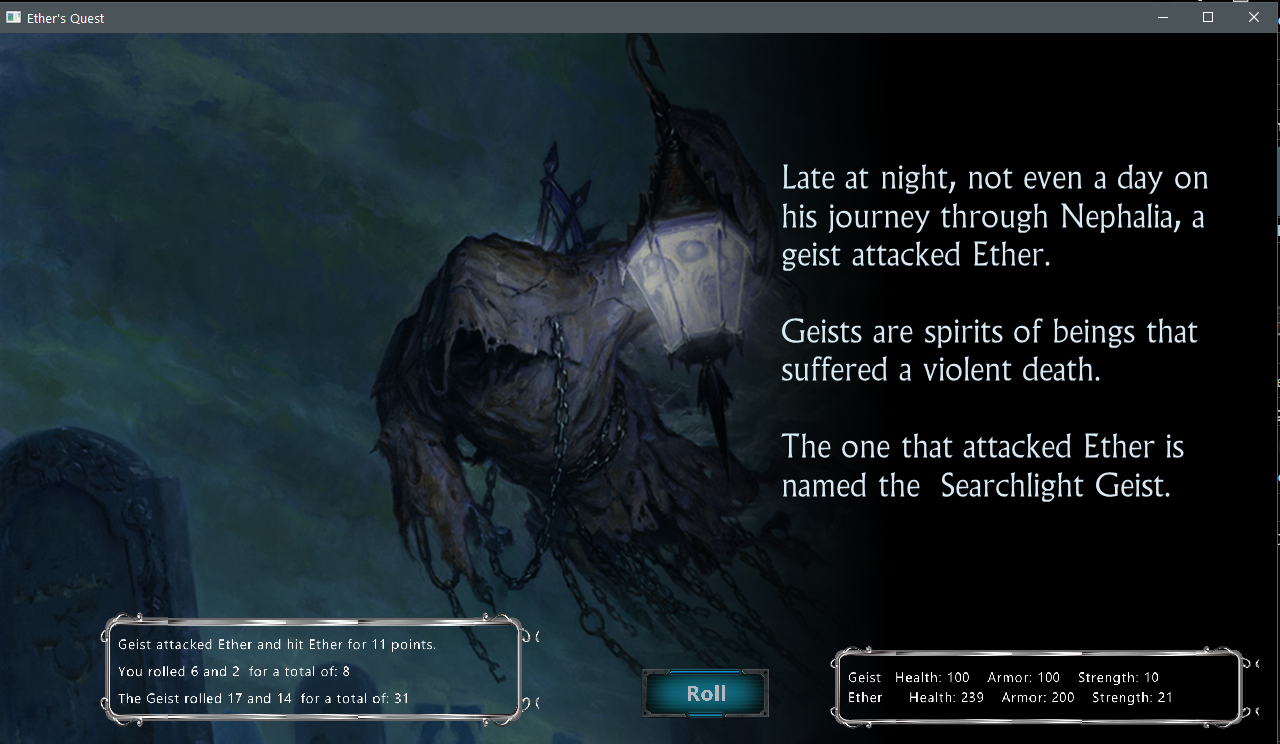 Ether's Quest
Late at night, not even a day on
his journey through Nephalia, a
geist attacked Ether.
Geists are spirits of beings that
suffered a violent death.
The one that attacked Ether is
named the  Searchlight Geist.
Geist attacked Ether and hit Ether for 11 points.
You rolled 6 and 2  for a total of: 8
The Geist rolled 17 and 14  for a total of: 31
Roll
Geist   Health: 100    Armor: 100    Strength: 10
Ether      Health: 239    Armor: 200    Strength: 21